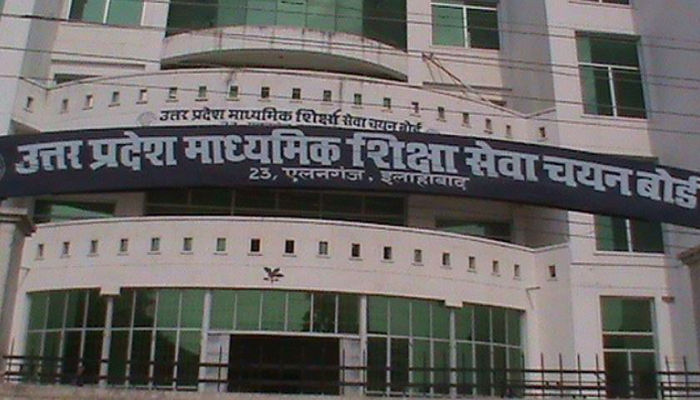 उत्तर प्रदेश माध्यमिक शिक्षा सेवा चयन बोर्ड
उत्तर प्रदेश माध्यमिक शिक्षा सेवा चयन बोर्ड
23, एलनगंज, इलाहाबाद